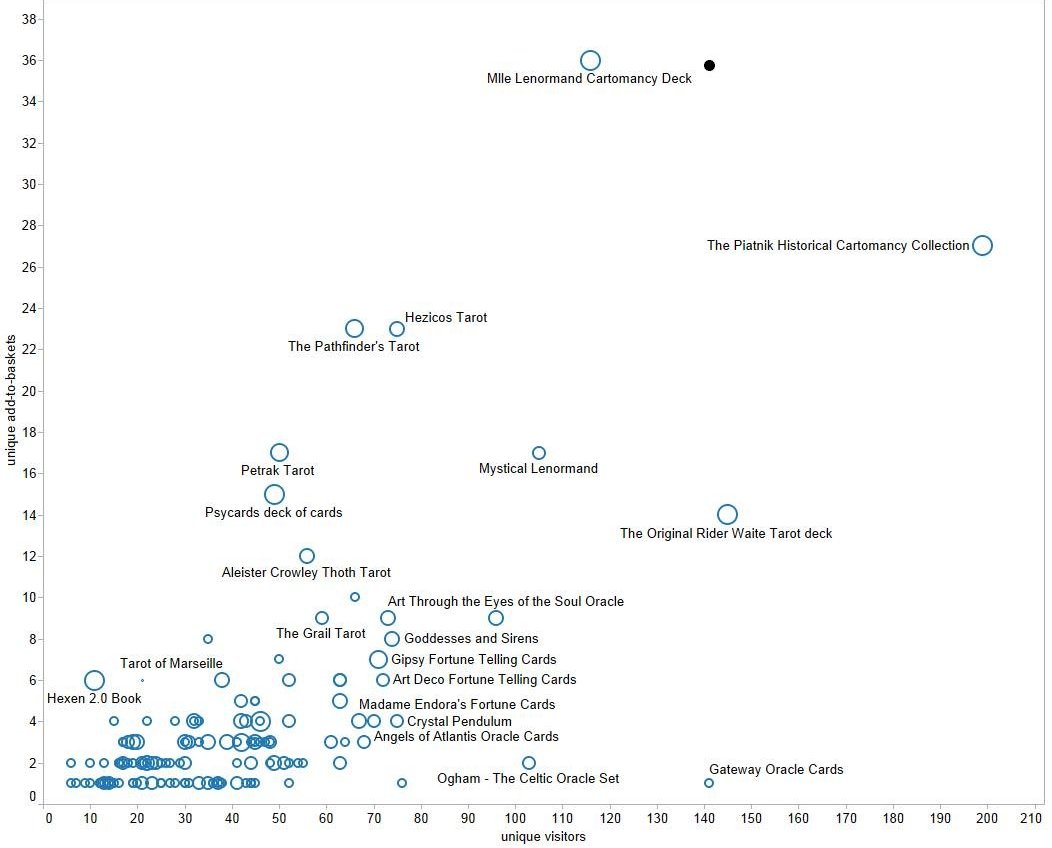 38
36
Mlle Lenormand Cartomancy Deck
34
32
30
28
The Piatnik Historical Cartomancy Collection
26
24
Hezicos Tarot
22
The Pathfinder's Tarot
unique add-to-baskets
20
18
Petrak Tarot
Mystical Lenormand
16
Psycards deck of cards
14
The Original Rider Waite Tarot deck
12
Aleister Crowley Thoth Tarot
10
Art Through the Eyes of the Soul Oracle
The Grail Tarot
8
Goddesses and Sirens
Tarot of Marseille
Gipsy Fortune Telling Cards
6
Art Deco Fortune Telling Cards
Hexen 2.0 Book
Madame Endora's Fortune Cards
4
Crystal Pendulum
Angels of Atlantis Oracle Cards
2
Ogham - The Celtic Oracle Set
Gateway Oracle Cards
0
0 10 20 30 40 50 60 70 80 90 100 110 120 130 140 150 160 170 180 190 200 210
unique visitors